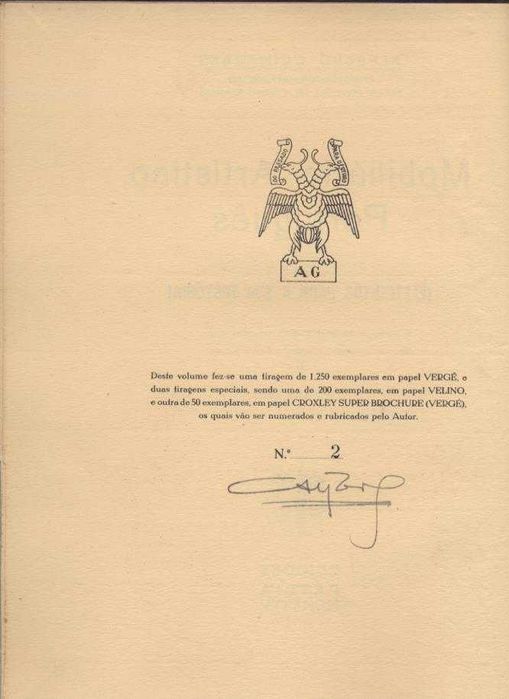 AG
Deste volume fez-se uma tiragem de 1.250 exemplares em papel VERGÉ, e
duas tiragens especiais, sendo uma de 200 exemplares, em papel VELINO,
e outra de 50 exemplares, em papel CROXLEY SUPER BROCHURE (VERGÉ),
os quais vão ser numerados e rubricados pelo Autor.
N.º 2